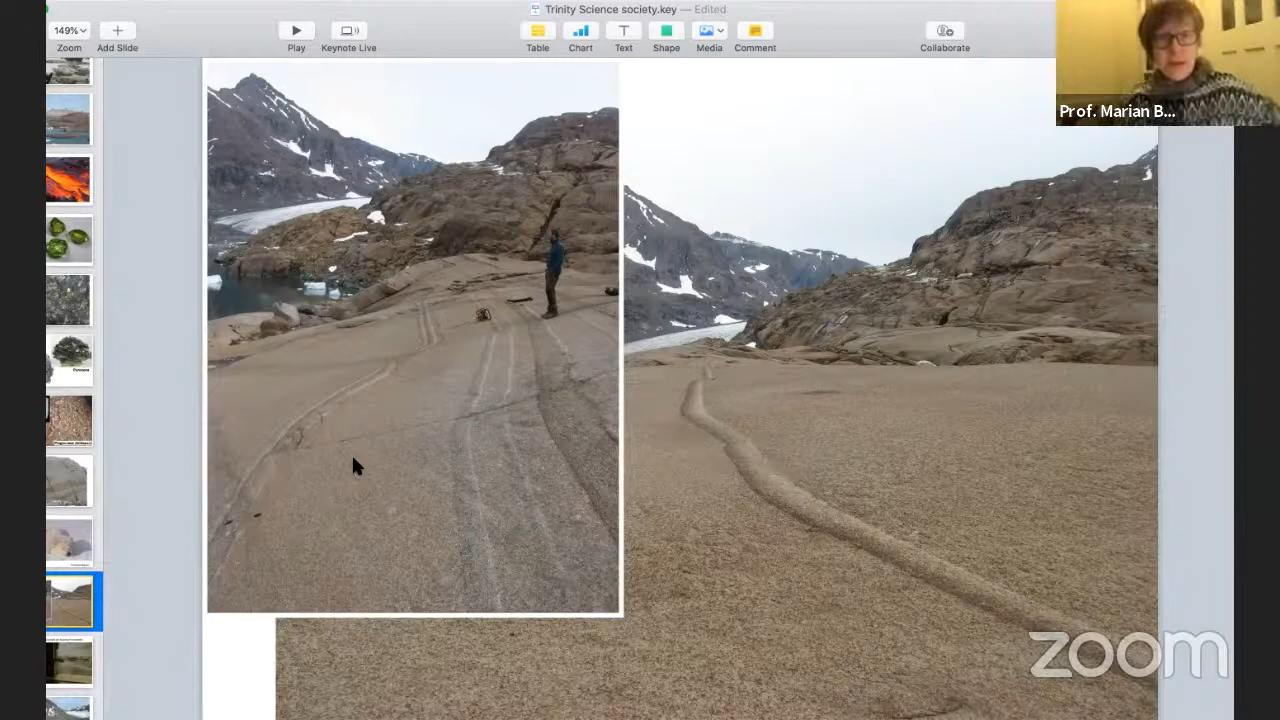 Trinity Science society.key — Edited
149%
Zoom
Add Slide
Play
Keynote Live
Table
Chart
Text
Shape
Media
Comment
Collaborate
Prof. Marian B...
zoom